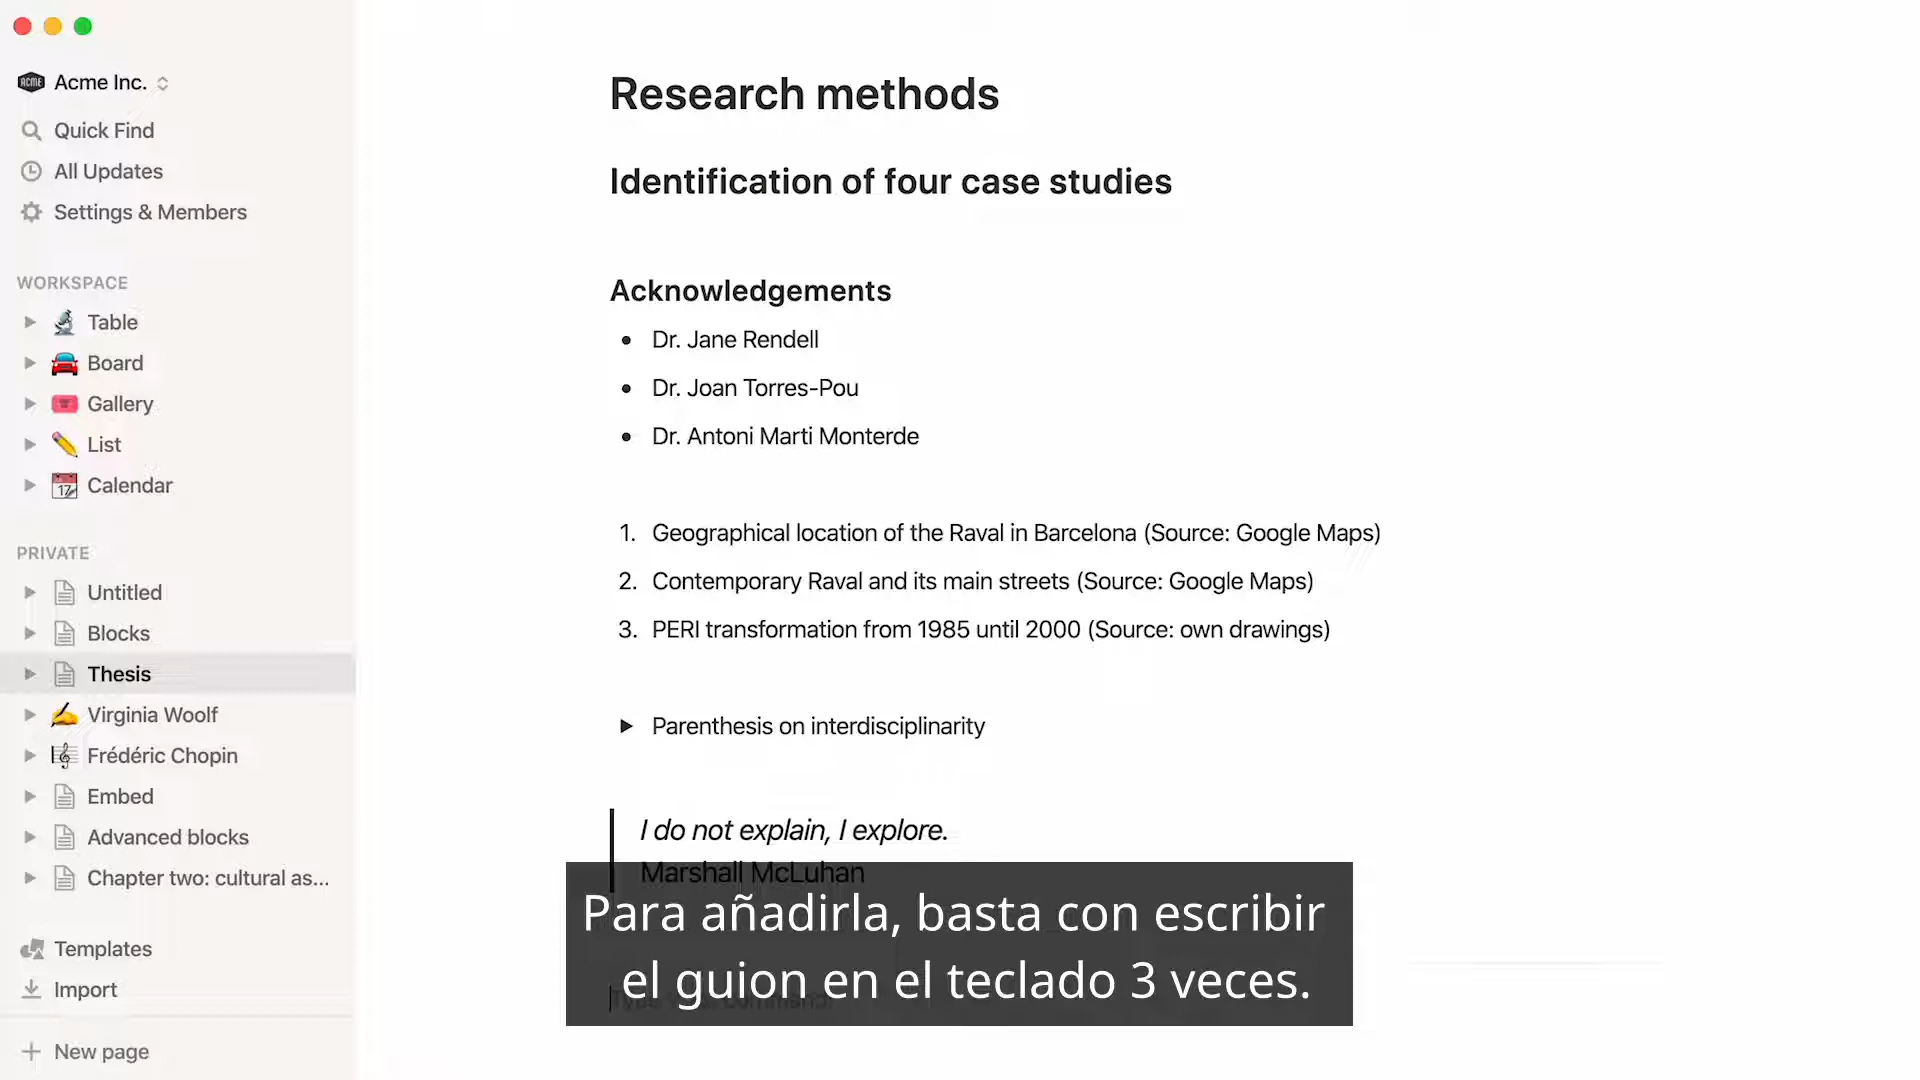 ACME Acme Inc.
Quick Find
All Updates
Settings & Members
WORKSPACE
Table
Board
Gallery
List
17 Calendar
PRIVATE
Untitled
Blocks
Thesis
Virginia Woolf
Frédéric Chopin
Embed
Advanced blocks
Chapter two: cultural as...
Templates
Import
New page
Research methods
Identification of four case studies
Acknowledgements
• Dr. Jane Rendell
• Dr. Joan Torres-Pou
• Dr. Antoni Marti Monterde
1. Geographical location of the Raval in Barcelona (Source: Google Maps)
2. Contemporary Raval and its main streets (Source: Google Maps)
3. PERI transformation from 1985 until 2000 (Source: own drawings)
Parenthesis on interdisciplinarity
I do not explain, I explore.
Marshall McLuhan
Para añadirla, basta con escribir
el guion en el teclado 3 veces.